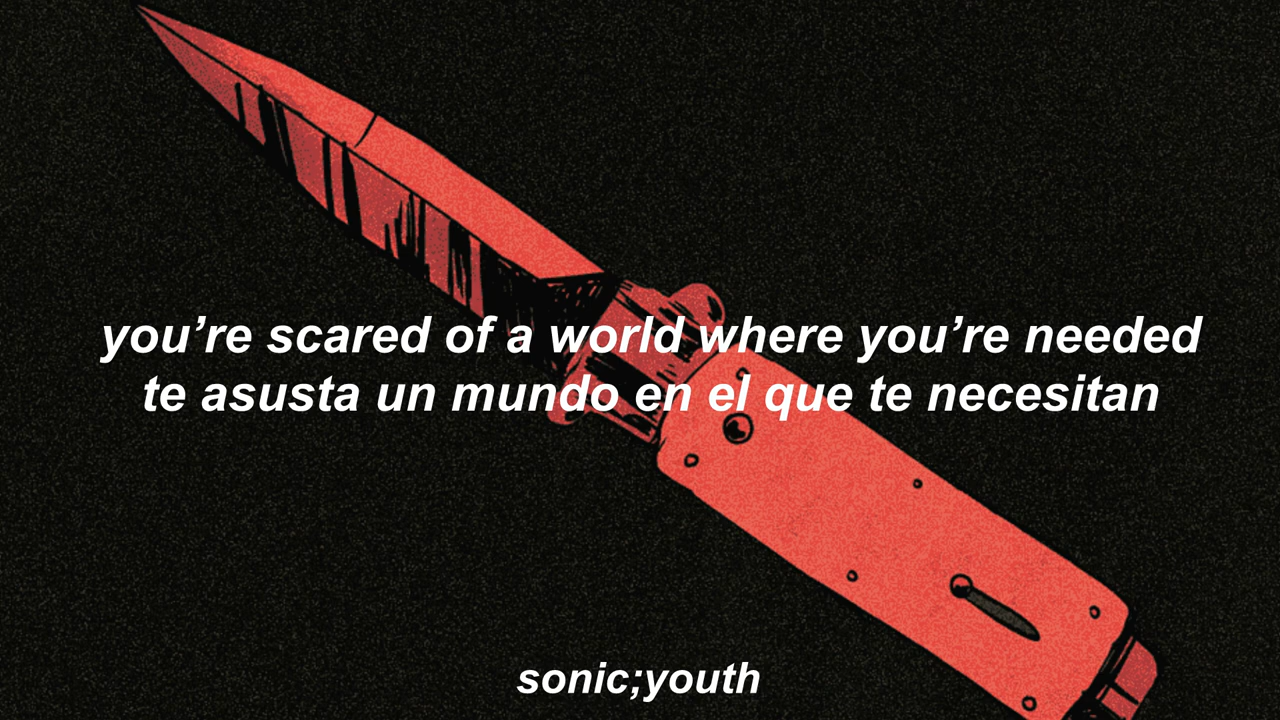 you’re scared of a world where you’re needed
te asusta un mundo en el que te necesitan
sonic;youth